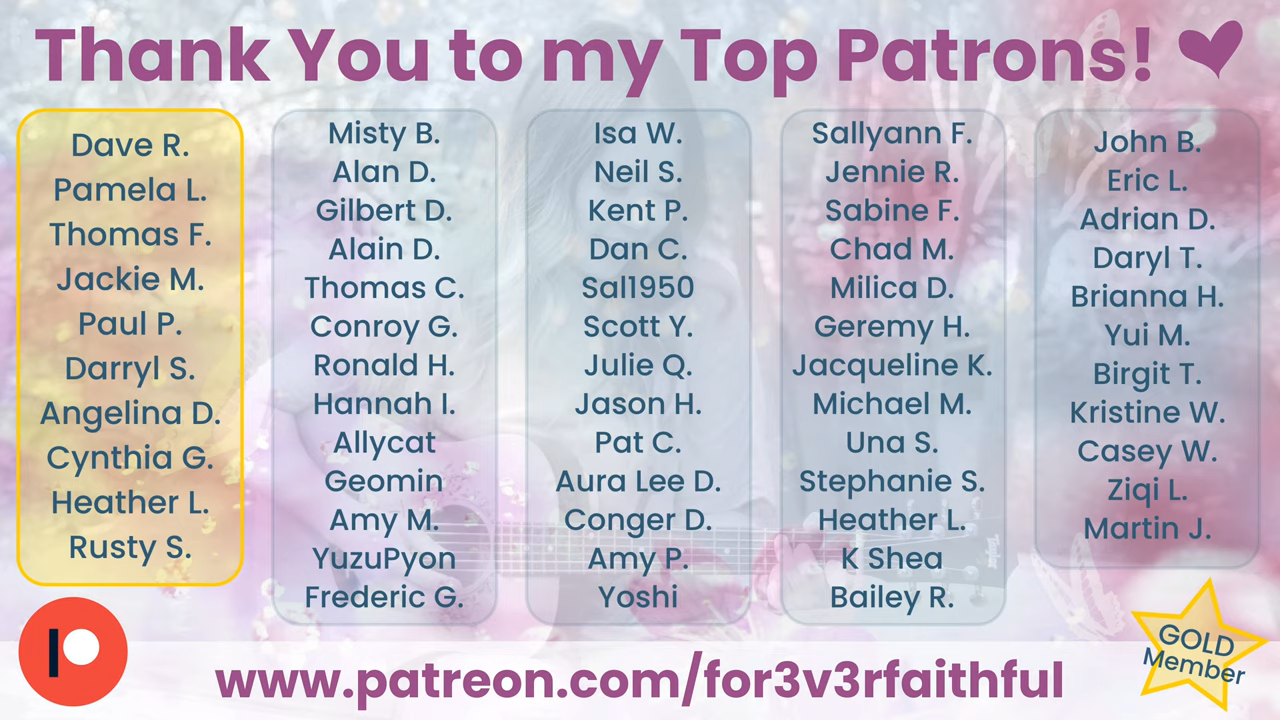 Thank You to my Top Patrons!
Dave R.
Pamela L.
Thomas F.
Jackie M.
Paul P.
Darryl S.
Angelina D.
Cynthia G.
Heather L.
Rusty S.
Misty B.
Alan D.
Gilbert D.
Alain D.
Thomas C.
Conroy G.
Ronald H.
Hannah I.
Allycat
Geomin
Amy M.
YuzuPyon
Frederic G.
Isa W.
Neil S.
Kent P.
Dan C.
Sal1950
Scott Y.
Julie Q.
Jason H.
Pat C.
Aura Lee D.
Conger D.
Amy P.
Yoshi
Sallyann F.
Jennie R.
Sabine F.
Chad M.
Milica D.
Geremy H.
Jacqueline K.
Michael M.
Una S.
Stephanie S.
Heather L.
K Shea
Bailey R.
John B.
Eric L.
Adrian D.
Daryl T.
Brianna H.
Yui M.
Birgit T.
Kristine W.
Casey W.
Ziqi L.
Martin J.
GOLD
Member
www.patreon.com/for3v3rfaithful